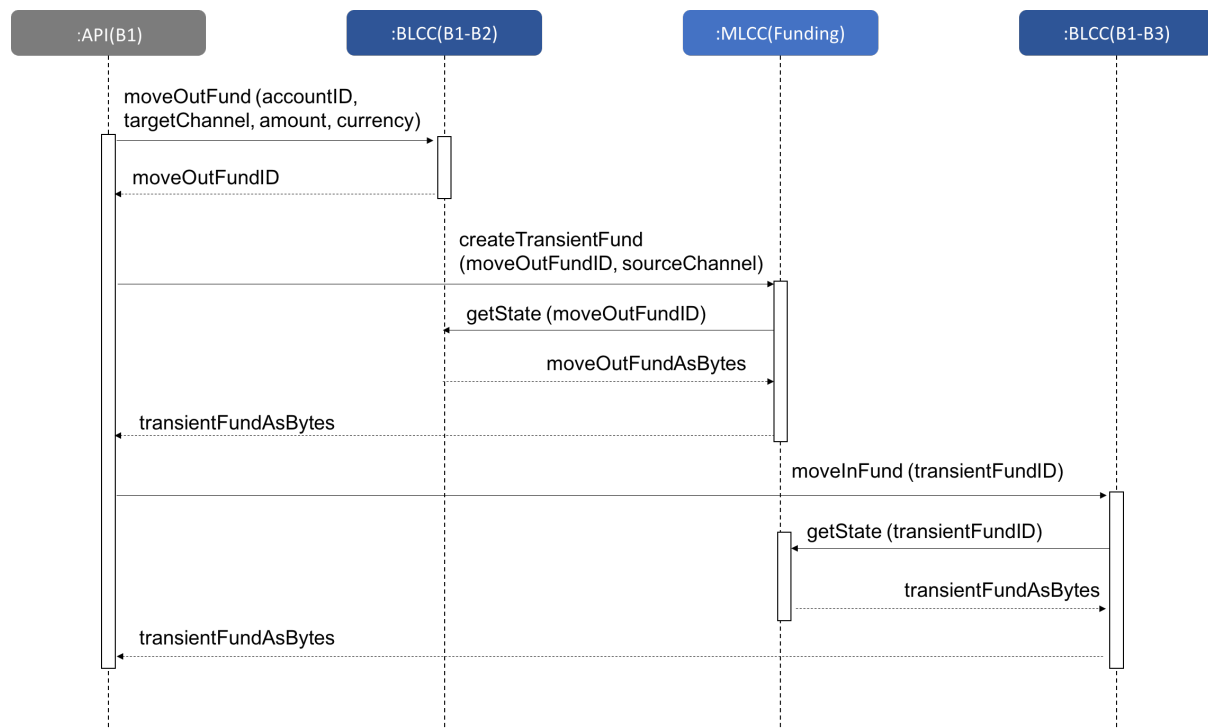 :API(B1)
:BLCC(B1-B2)
:MLCC(Funding)
:BLCC(B1-B3)
moveOutFund (accountID,
targetChannel, amount, currency)
moveOutFundID
createTransientFund
(moveOutFundID, sourceChannel)
getState (moveOutFundID)
moveOutFundAsBytes
transientFundAsBytes
moveInFund (transientFundID)
getState (transientFundID)
transientFundAsBytes
transientFundAsBytes